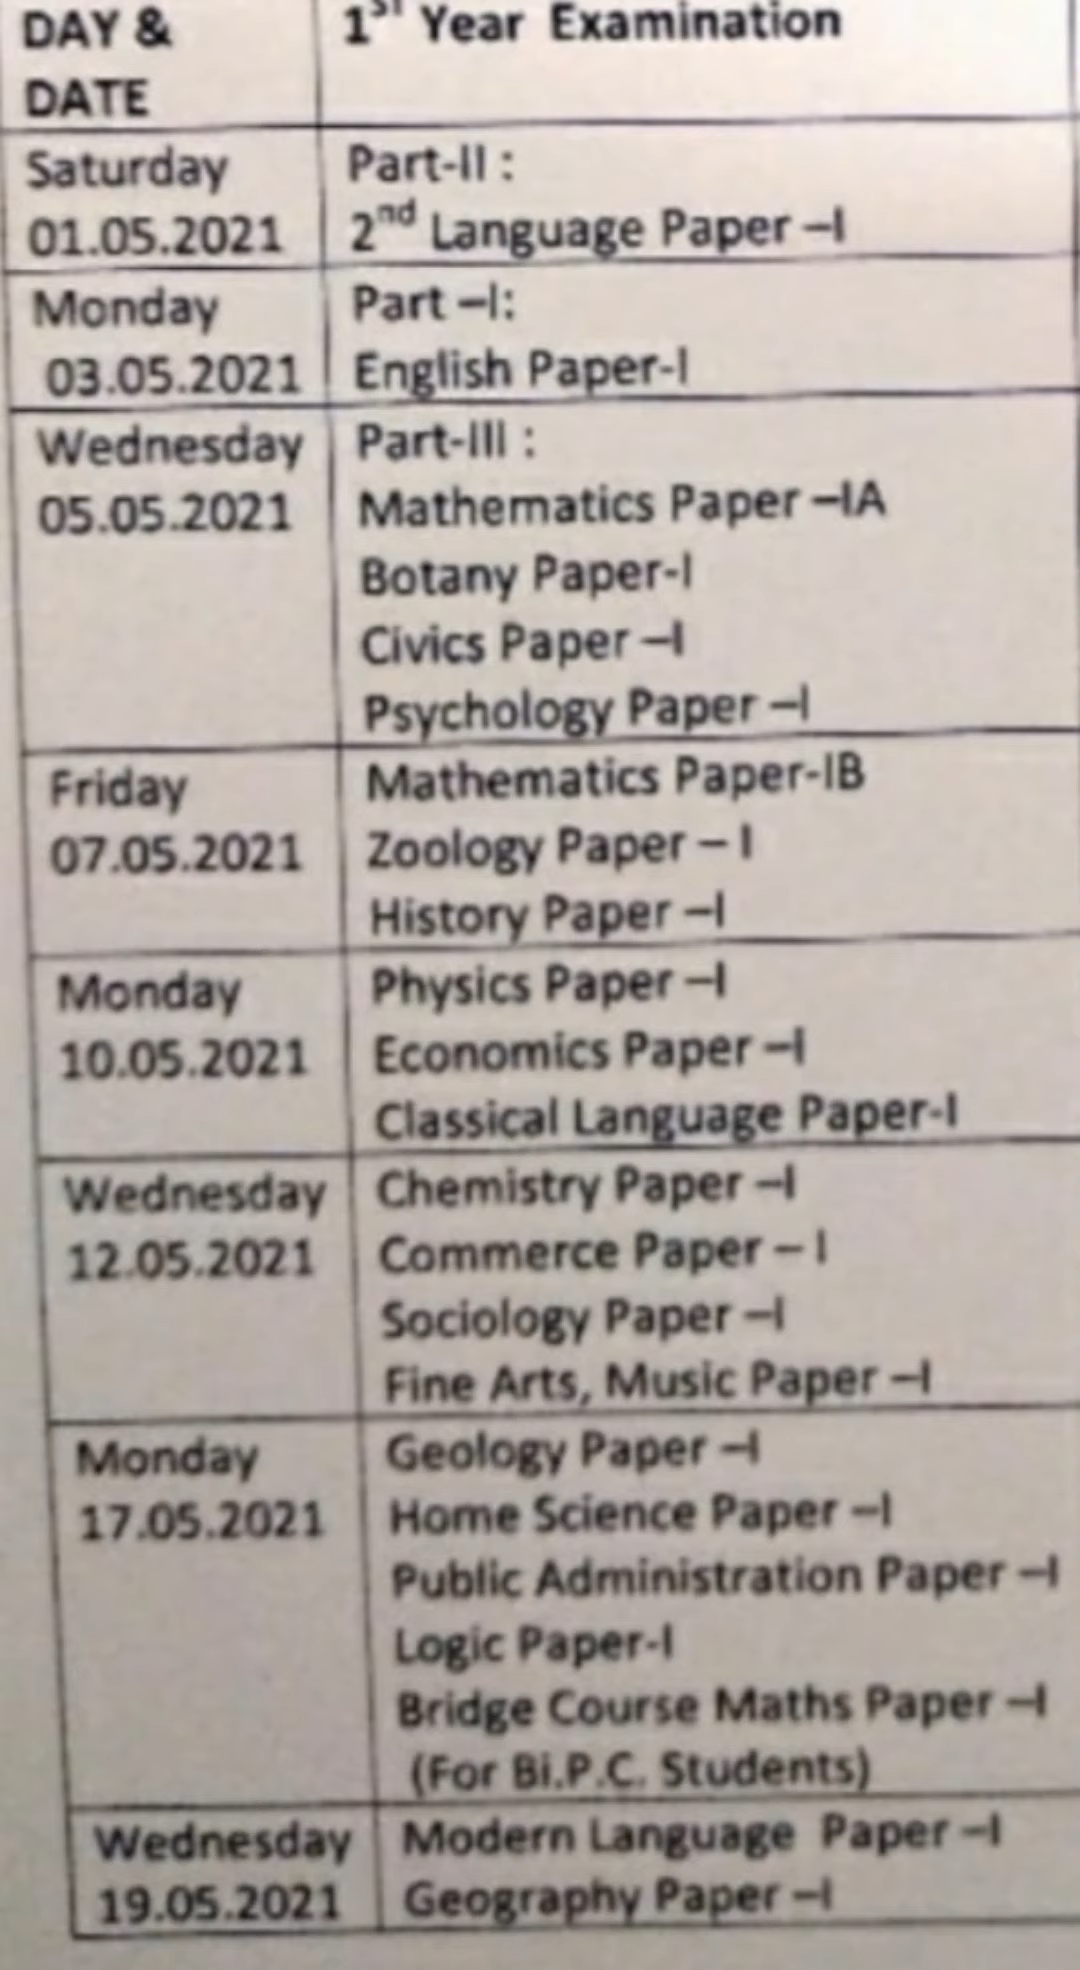 DAY &
DATE
1ST Year Examination
Saturday
01.05.2021
Part-II :
2nd Language Paper –I
Monday
03.05.2021
Part –I:
English Paper-I
Wednesday
05.05.2021
Part-III :
Mathematics Paper –IA
Botany Paper-I
Civics Paper –I
Psychology Paper –I
Friday
07.05.2021
Mathematics Paper-IB
Zoology Paper – I
History Paper –I
Monday
10.05.2021
Physics Paper –I
Economics Paper –I
Classical Language Paper-I
Wednesday
12.05.2021
Chemistry Paper –I
Commerce Paper – I
Sociology Paper –I
Fine Arts, Music Paper –I
Monday
17.05.2021
Geology Paper –I
Home Science Paper –I
Public Administration Paper –I
Logic Paper-I
Bridge Course Maths Paper –I
(For Bi.P.C. Students)
Wednesday
19.05.2021
Modern Language Paper –I
Geography Paper –I